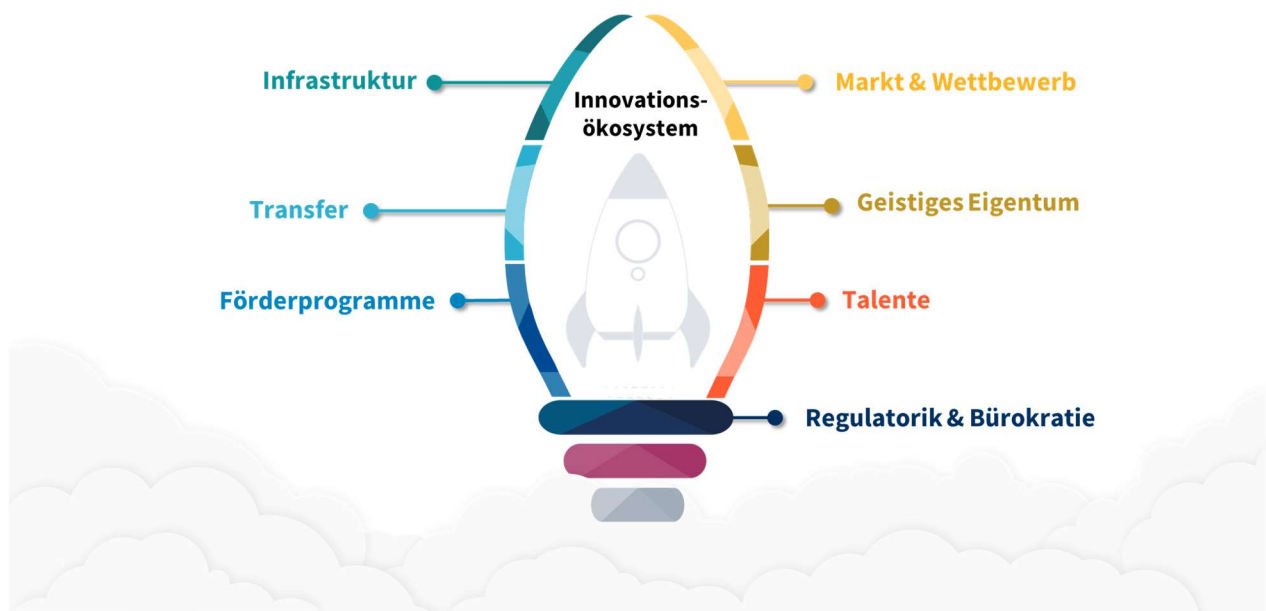 Infrastruktur
Markt & Wettbewerb
Innovations-
ökosystem
Transfer
Geistiges Eigentum
Förderprogramme
Talente
Regulatorik & Bürokratie